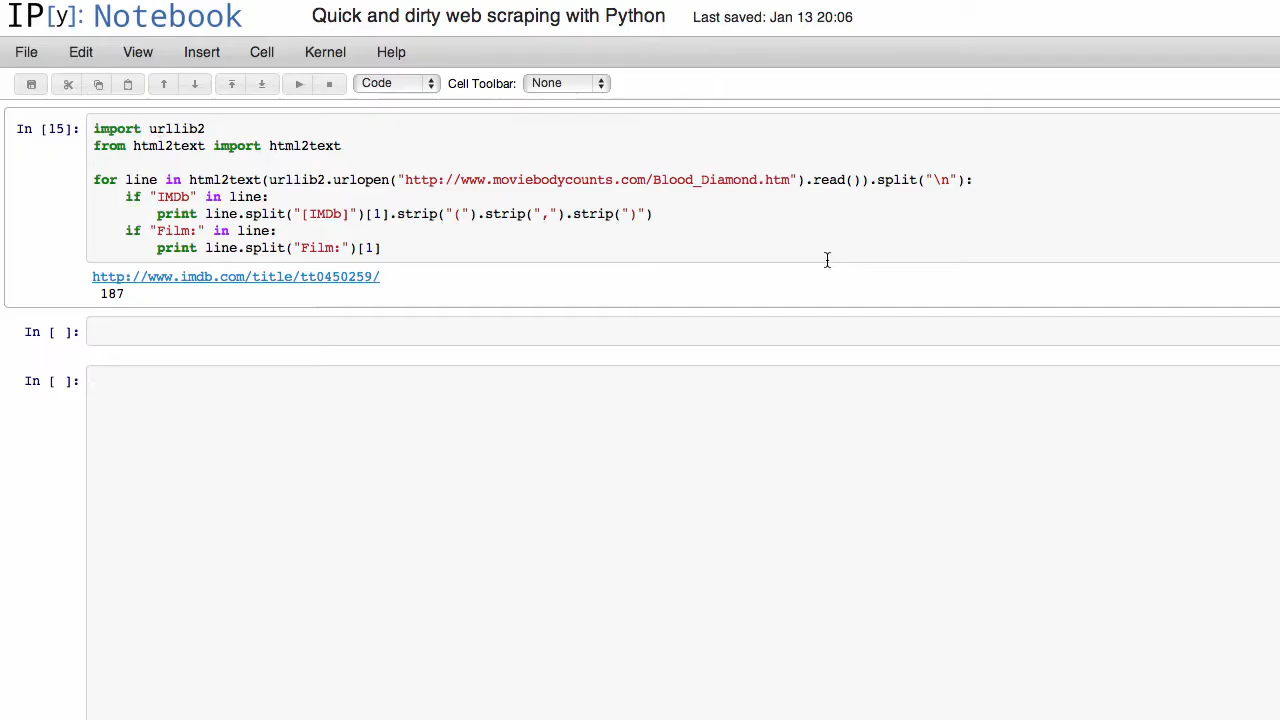 IP[y]: Notebook Quick and dirty web scraping with Python Last saved: Jan 13 20:06
File Edit View Insert Cell Kernel Help
Code Cell Toolbar: None
In [15]: import urllib2
from html2text import html2text
for line in html2text(urllib2.urlopen("http://www.moviebodycounts.com/Blood_Diamond.htm").read()).split("\n"):
if "IMDb" in line:
print line.split("[IMDb]")[1].strip("(").strip(",").strip(")")
if "Film:" in line:
print line.split("Film:")[1]
http://www.imdb.com/title/tt0450259/
187
In [ ]:
In [ ]: